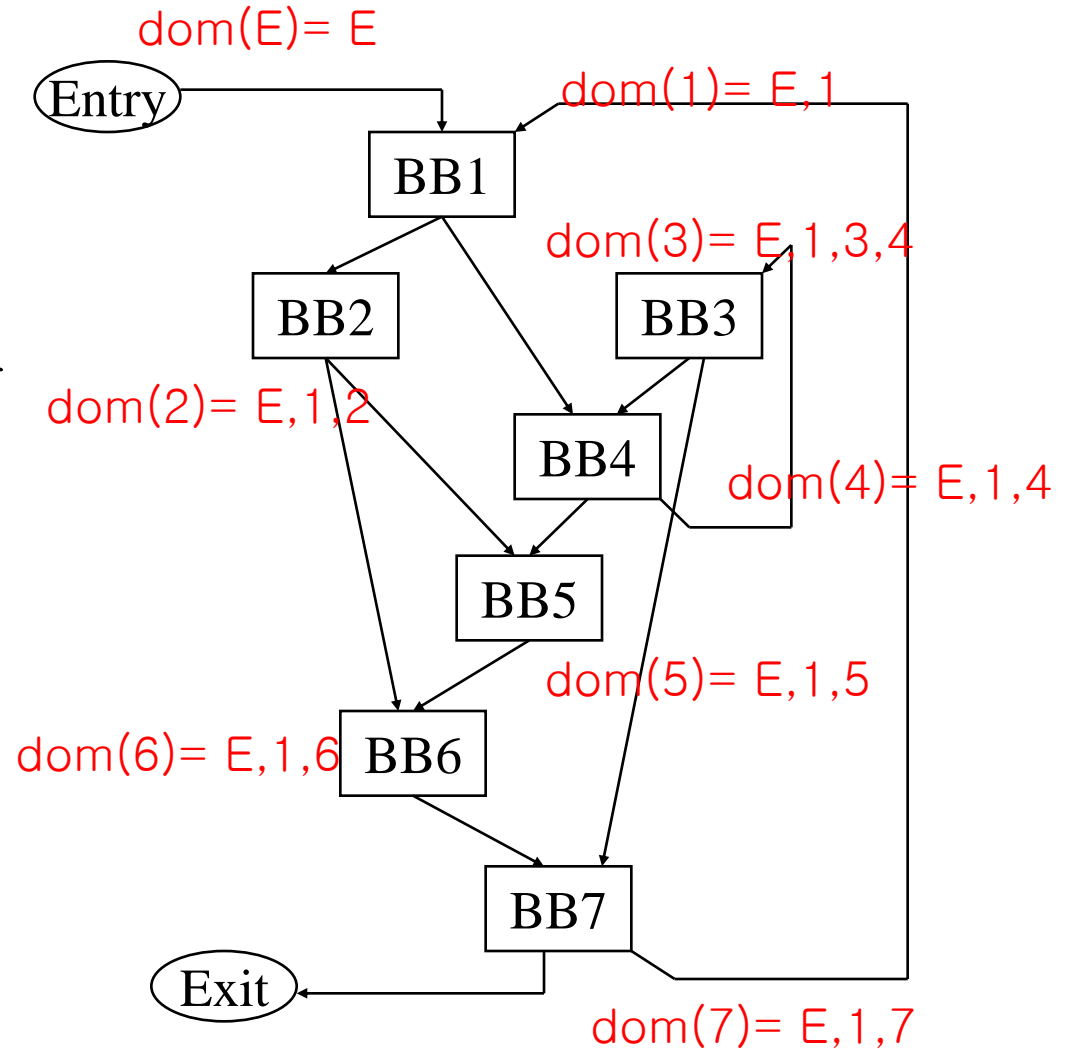 dom(E)= E
Entry
dom(1)= E,1
BB1
dom(3)= E,1,3,4
BB2
BB3
dom(2)= E,1,2
BB4
dom(4)= E,1,4
BB5
dom(5)= E,1,5
dom(6)= E,1,6
BB6
BB7
Exit
dom(7)= E,1,7